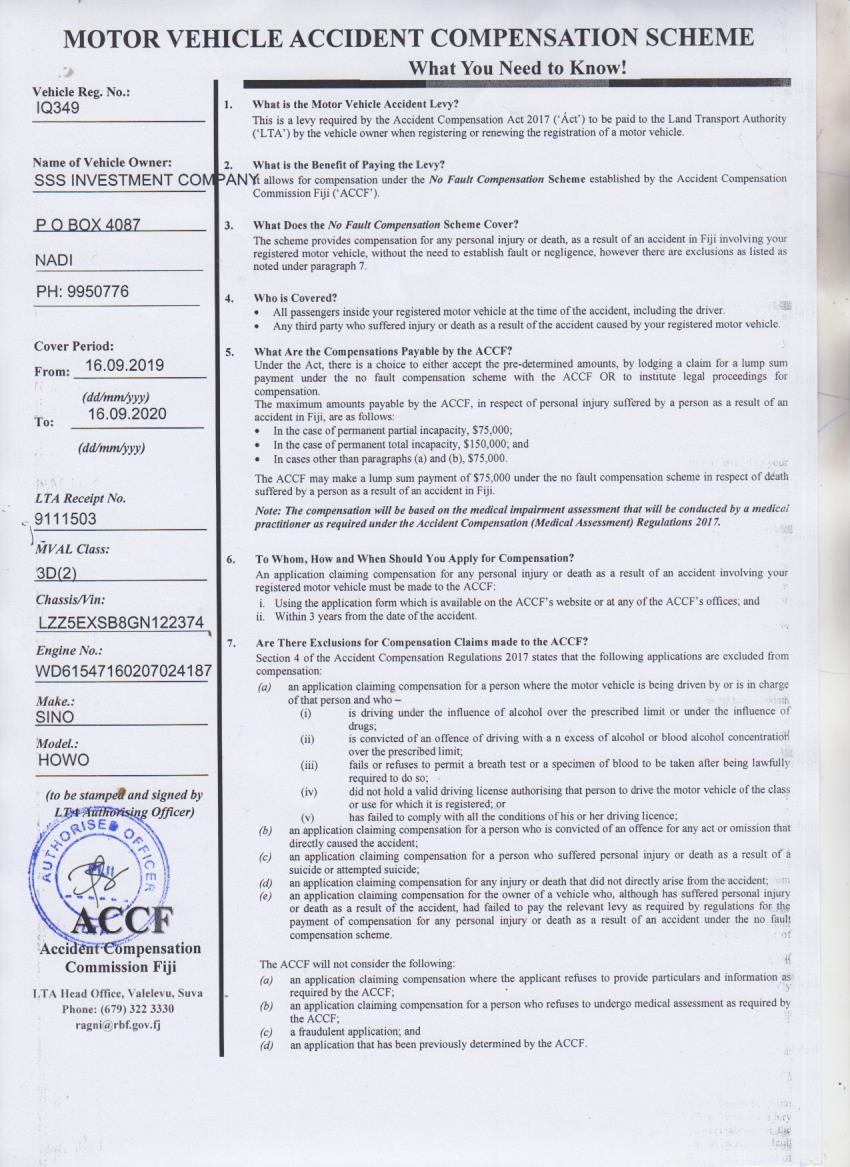 MOTOR VEHICLE ACCIDENT COMPENSATION SCHEME
What You Need to Know!
Vehicle Reg. No.:
IQ349
Name of Vehicle Owner:
SSS INVESTMENT COMPANY
P O BOX 4087
NADI
PH: 9950776
Cover Period:
From: 16.09.2019
(dd/mm/yyy)
To: 16.09.2020
(dd/mm/yyy)
LTA Receipt No.
9111503
MVAL Class:
3D(2)
Chassis/Vin:
LZZ5EXSB8GN122374
Engine No.:
WD61547160207024187
Make.:
SINO
Model.:
HOWO
(to be stamped and signed by
LTA Authorising Officer)
AUTHORISED OFFICER
LTA
ACCF
Accident Compensation
Commission Fiji
LTA Head Office, Valelevu, Suva
Phone: (679) 322 3330
ragni@rbf.gov.fj
1. What is the Motor Vehicle Accident Levy?
This is a levy required by the Accident Compensation Act 2017 (‘Act’) to be paid to the Land Transport Authority
(‘LTA’) by the vehicle owner when registering or renewing the registration of a motor vehicle.
2. What is the Benefit of Paying the Levy?
It allows for compensation under the No Fault Compensation Scheme established by the Accident Compensation
Commission Fiji (‘ACCF’).
3. What Does the No Fault Compensation Scheme Cover?
The scheme provides compensation for any personal injury or death, as a result of an accident in Fiji involving your
registered motor vehicle, without the need to establish fault or negligence, however there are exclusions as listed as
noted under paragraph 7.
4. Who is Covered?
• All passengers inside your registered motor vehicle at the time of the accident, including the driver.
• Any third party who suffered injury or death as a result of the accident caused by your registered motor vehicle.
5. What Are the Compensations Payable by the ACCF?
Under the Act, there is a choice to either accept the pre-determined amounts, by lodging a claim for a lump sum
payment under the no fault compensation scheme with the ACCF OR to institute legal proceedings for
compensation.
The maximum amounts payable by the ACCF, in respect of personal injury suffered by a person as a result of an
accident in Fiji, are as follows:
• In the case of permanent partial incapacity, $75,000;
• In the case of permanent total incapacity, $150,000; and
• In cases other than paragraphs (a) and (b), $75,000.
The ACCF may make a lump sum payment of $75,000 under the no fault compensation scheme in respect of death
suffered by a person as a result of an accident in Fiji.
Note: The compensation will be based on the medical impairment assessment that will be conducted by a medical
practitioner as required under the Accident Compensation (Medical Assessment) Regulations 2017.
6. To Whom, How and When Should You Apply for Compensation?
An application claiming compensation for any personal injury or death as a result of an accident involving your
registered motor vehicle must be made to the ACCF:
i. Using the application form which is available on the ACCF’s website or at any of the ACCF’s offices; and
ii. Within 3 years from the date of the accident.
7. Are There Exclusions for Compensation Claims made to the ACCF?
Section 4 of the Accident Compensation Regulations 2017 states that the following applications are excluded from
compensation:
(a) an application claiming compensation for a person where the motor vehicle is being driven by or is in charge
of that person and who –
(i) is driving under the influence of alcohol over the prescribed limit or under the influence of
drugs;
(ii) is convicted of an offence of driving with a n excess of alcohol or blood alcohol concentration
over the prescribed limit;
(iii) fails or refuses to permit a breath test or a specimen of blood to be taken after being lawfully
required to do so;
(iv) did not hold a valid driving license authorising that person to drive the motor vehicle of the class
or use for which it is registered; or
(v) has failed to comply with all the conditions of his or her driving licence;
(b) an application claiming compensation for a person who is convicted of an offence for any act or omission that
directly caused the accident;
(c) an application claiming compensation for a person who suffered personal injury or death as a result of a
suicide or attempted suicide;
(d) an application claiming compensation for any injury or death that did not directly arise from the accident;
(e) an application claiming compensation for the owner of a vehicle who, although has suffered personal injury
or death as a result of the accident, had failed to pay the relevant levy as required by regulations for the
payment of compensation for any personal injury or death as a result of an accident under the no fault
compensation scheme.
The ACCF will not consider the following:
(a) an application claiming compensation where the applicant refuses to provide particulars and information as
required by the ACCF;
(b) an application claiming compensation for a person who refuses to undergo medical assessment as required by
the ACCF;
(c) a fraudulent application; and
(d) an application that has been previously determined by the ACCF.